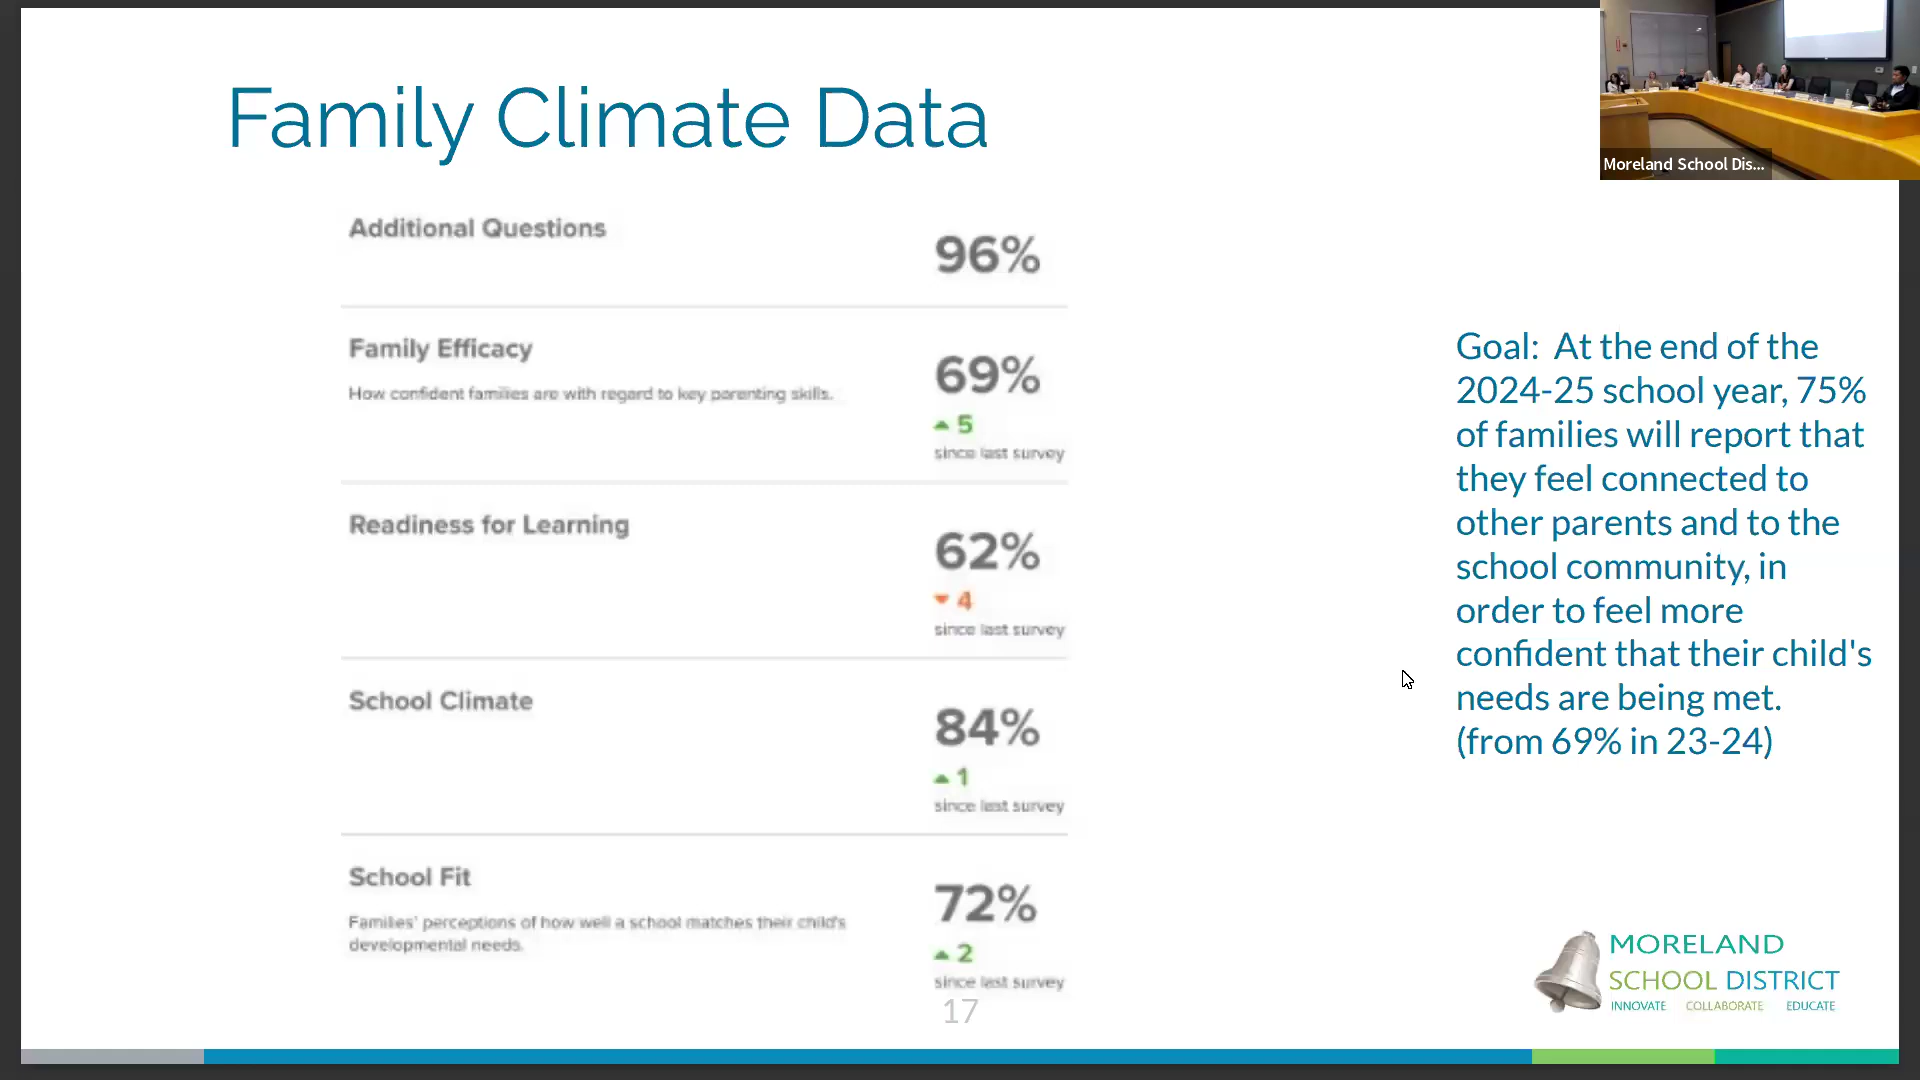 Family Climate Data
Moreland School Dis...
Additional Questions
96%
Family Efficacy
How confident families are with regard to key parenting skills.
69%
5
since last survey
Readiness for Learning
62%
4
since last survey
School Climate
84%
1
since last survey
School Fit
Families' perceptions of how well a school matches their child's
developmental needs.
72%
2
since last survey
Goal: At the end of the
2024-25 school year, 75%
of families will report that
they feel connected to
other parents and to the
school community, in
order to feel more
confident that their child's
needs are being met.
(from 69% in 23-24)
17
MORELAND
SCHOOL DISTRICT
INNOVATE COLLABORATE EDUCATE